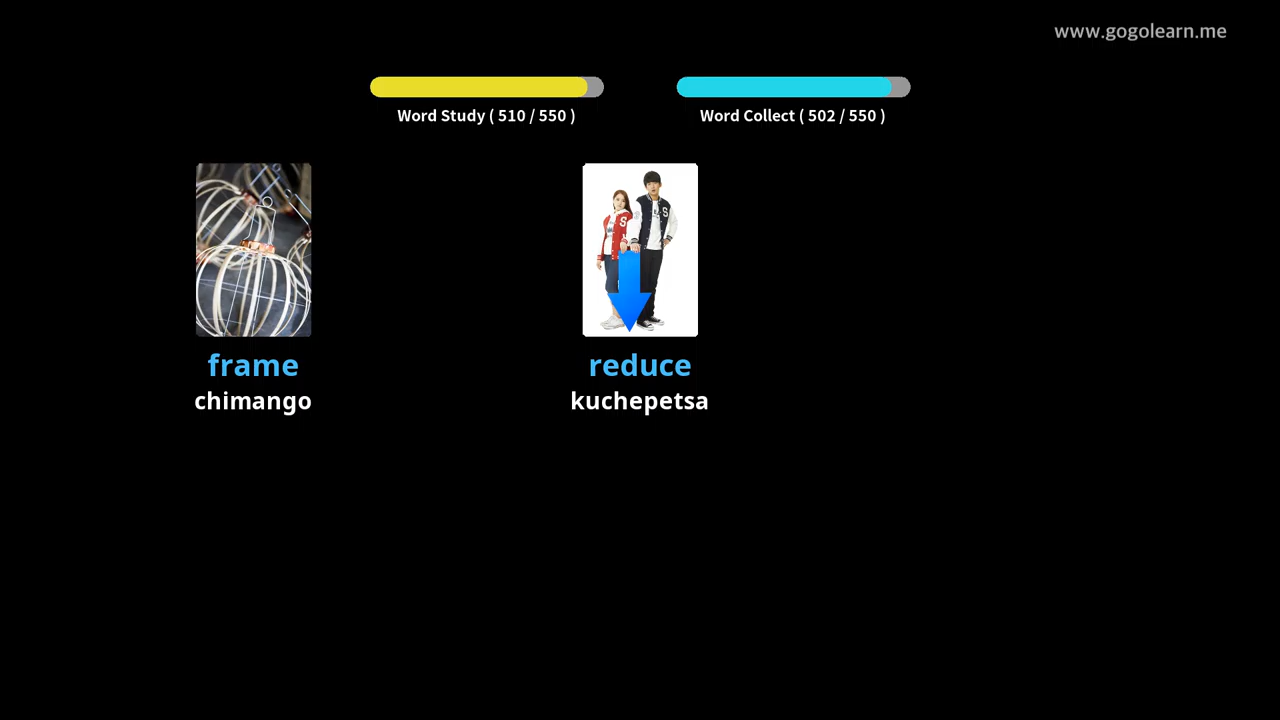 www.gogolearn.me
Word Study ( 510 / 550 )
Word Collect ( 502 / 550 )
S
S
frame
reduce
chimango
kuchepetsa